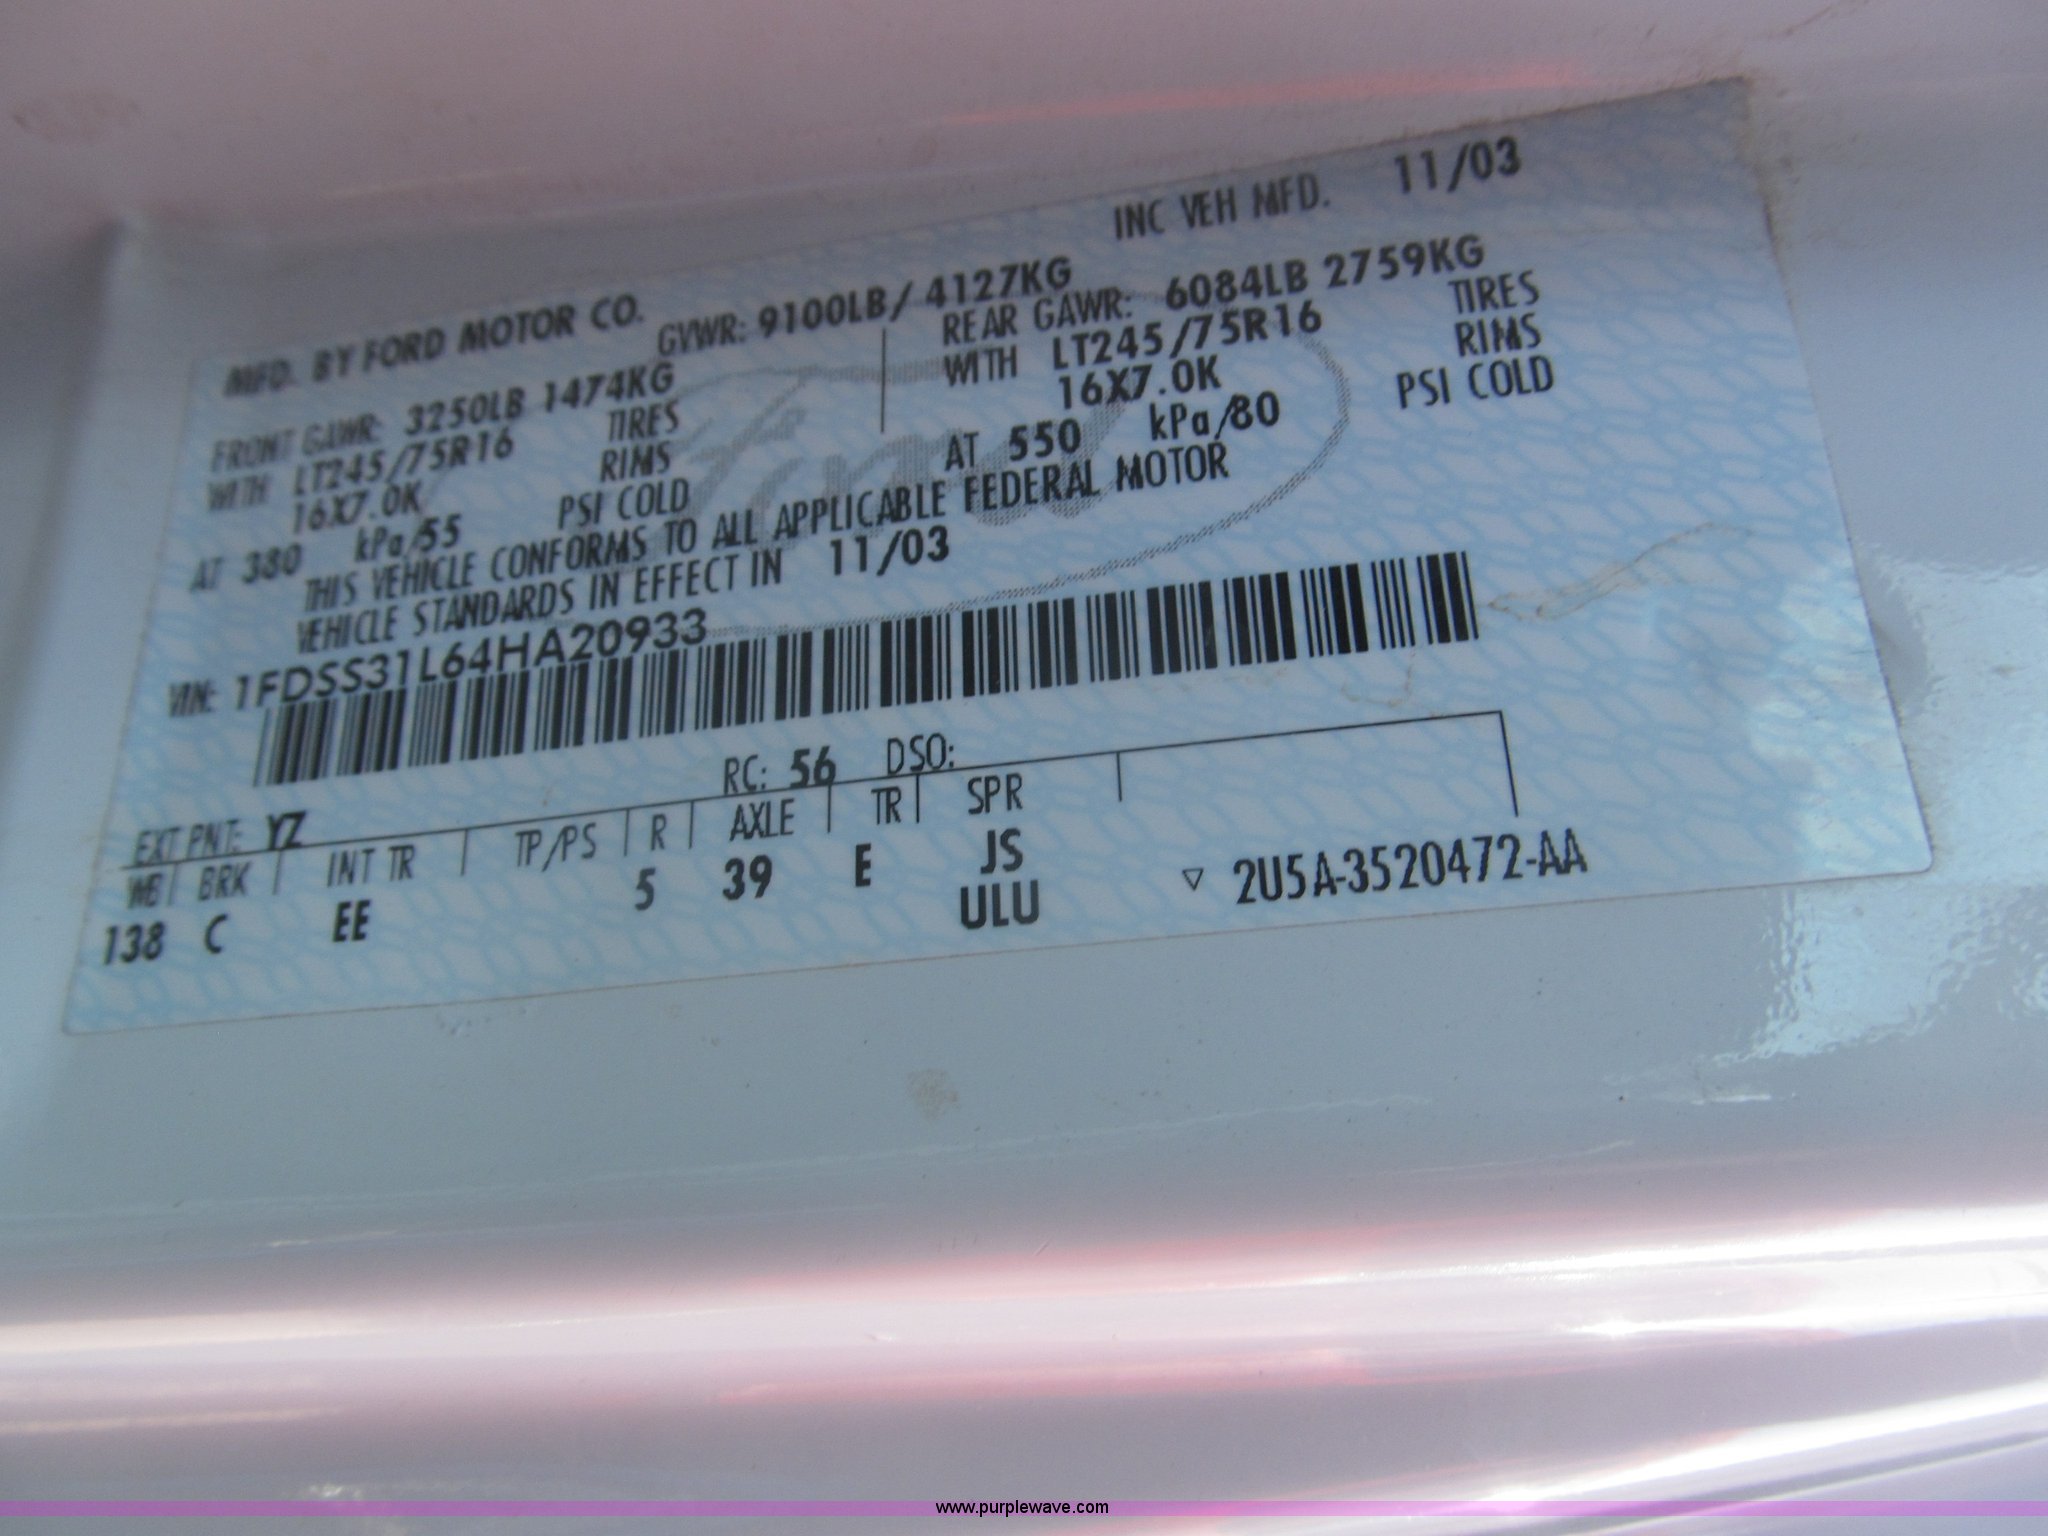 MFD. BY FORD MOTOR CO.
INC VEH MFD. 11/03
GVWR: 9100LB/ 4127KG
FRONT GAWR: 3250LB 1474KG
WITH LT245/75R16 TIRES
16X7.0K RIMS
AT 380 kPa/55 PSI COLD
REAR GAWR: 6084LB 2759KG
WITH LT245/75R16 TIRES
16X7.0K RIMS
AT 550 kPa/80 PSI COLD
Ford
THIS VEHICLE CONFORMS TO ALL APPLICABLE FEDERAL MOTOR
VEHICLE STANDARDS IN EFFECT IN 11/03
VIN: 1FDSS31L64HA20933
EXT PNT: YZ RC: 56 DSO:
WB BRK INT TR TP/PS R AXLE TR SPR
138 C EE 5 39 E JS
ULU
▽ 2U5A-3520472-AA
www.purplewave.com